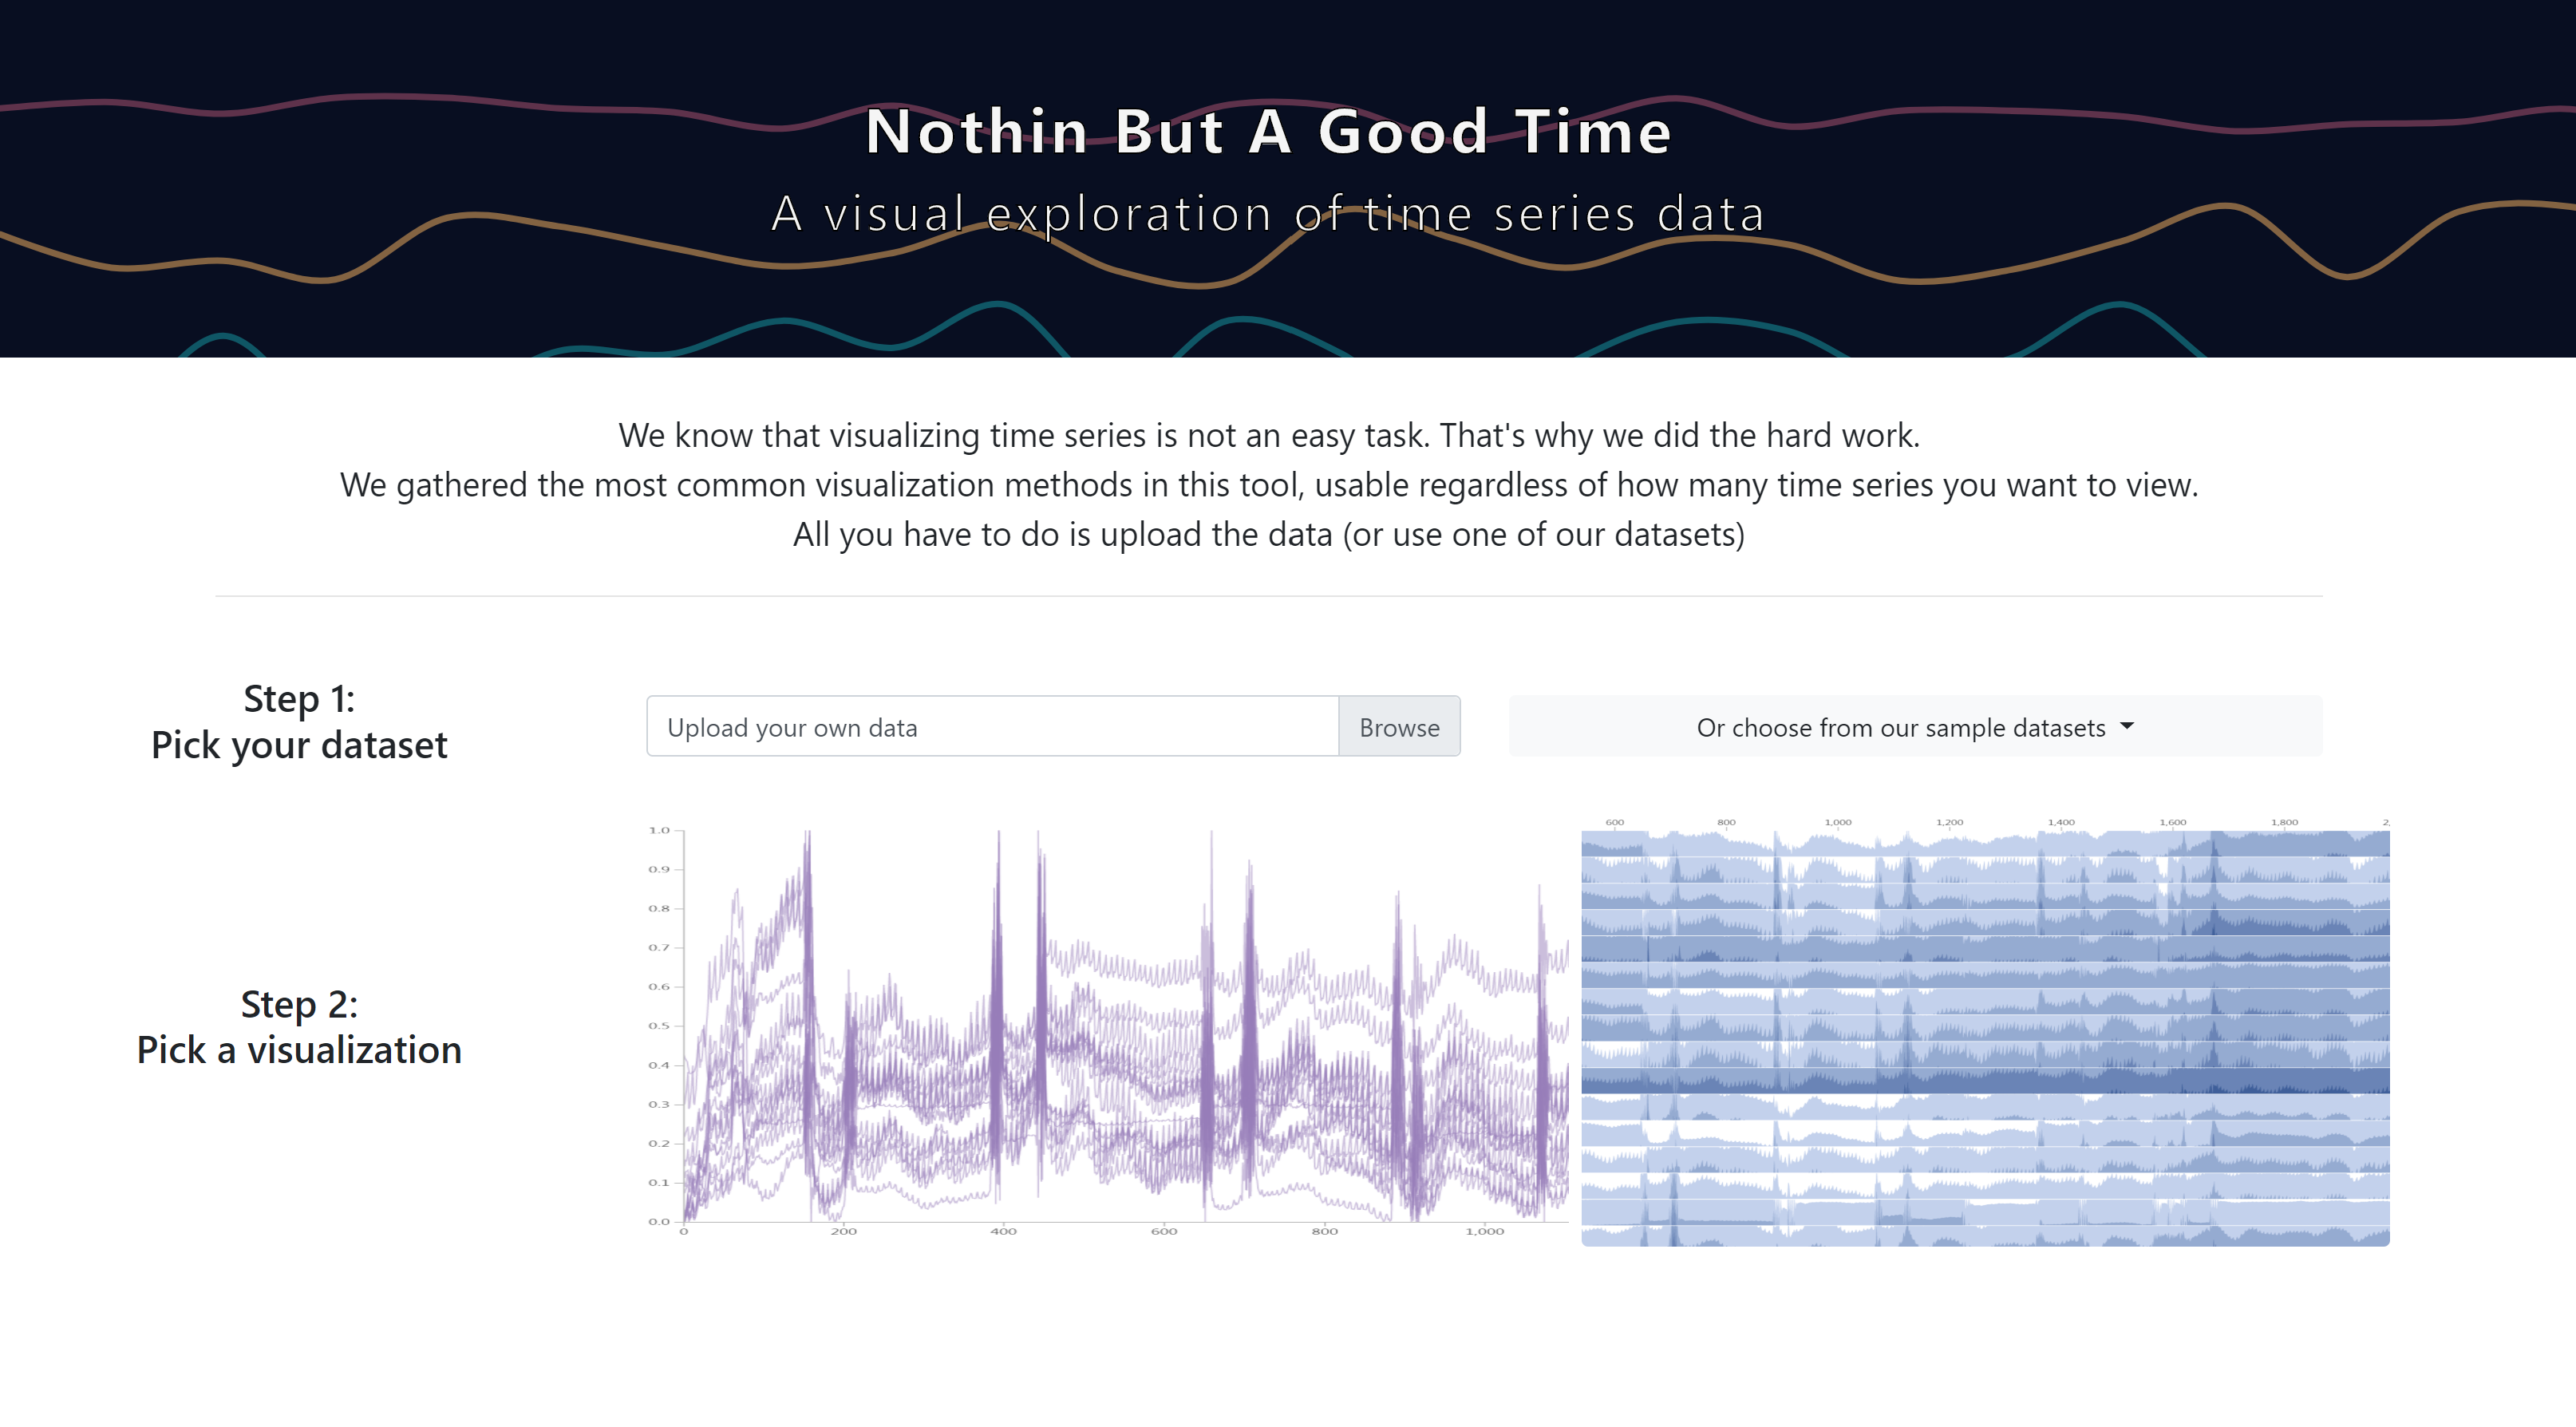 Nothin But A Good Time
A visual exploration of time series data
We know that visualizing time series is not an easy task. That's why we did the hard work.
We gathered the most common visualization methods in this tool, usable regardless of how many time series you want to view.
All you have to do is upload the data (or use one of our datasets)
Step 1:
Pick your dataset
Upload your own data Browse
Or choose from our sample datasets
Step 2:
Pick a visualization
1.0
0.9
0.8
0.7
0.6
0.5
0.4
0.3
0.2
0.1
0.0
0 200 400 600 800 1,000
600 800 1,000 1,200 1,400 1,600 1,800 2,